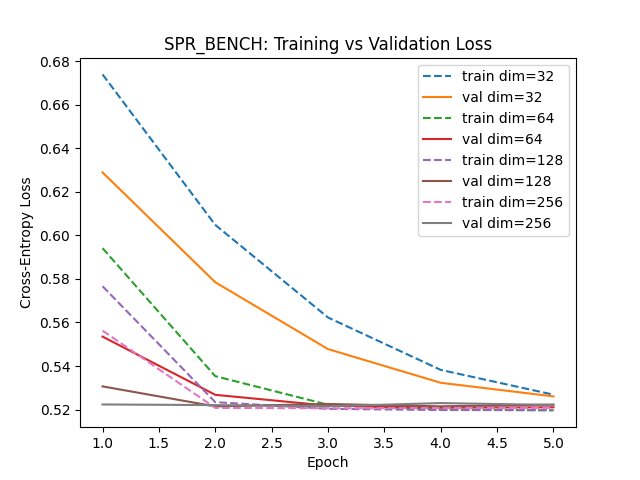 SPR_BENCH: Training vs Validation Loss
Cross-Entropy Loss
0.68
0.66
0.64
0.62
0.60
0.58
0.56
0.54
0.52
train dim=32
val dim=32
train dim=64
val dim=64
train dim=128
val dim=128
train dim=256
val dim=256
1.0 1.5 2.0 2.5 3.0 3.5 4.0 4.5 5.0
Epoch